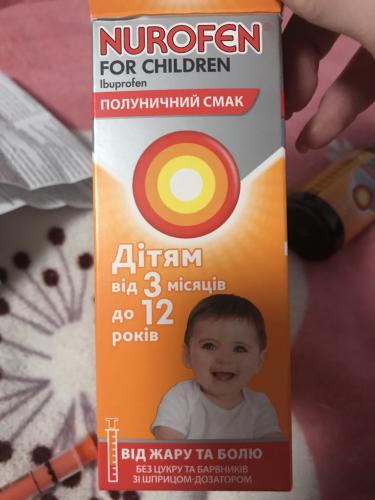 NUROFEN
FOR CHILDREN
Ibuprofen
ПОЛУНИЧНИЙ СМАК
Дітям
від 3 місяців
до 12
років
ВІД ЖАРУ ТА БОЛЮ
БЕЗ ЦУКРУ ТА БАРВНИКІВ
ЗІ ШПРИЦОМ-ДОЗАТОРОМ